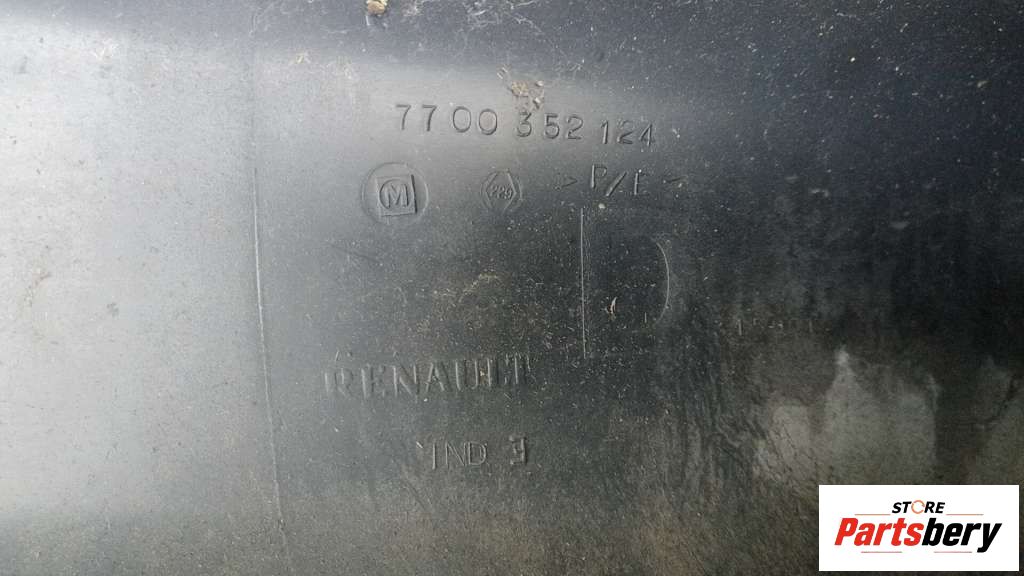 77 00 352 124
M
> P/E <
D
RENAULT
IND 3
STORE
Partsbery